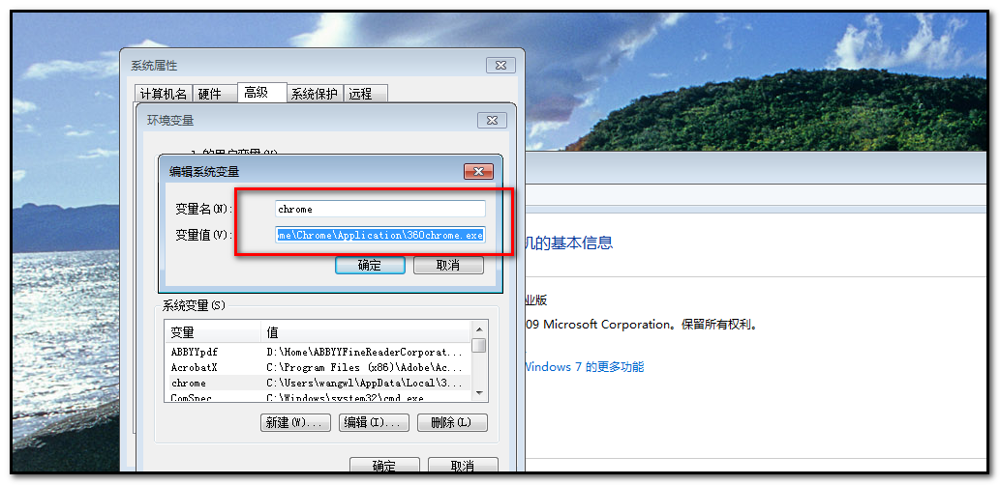 系统属性
计算机名 硬件 高级 系统保护 远程
环境变量
的用户变量(U)
编辑系统变量
变量名(N): chrome
变量值(V): ome\Chrome\Application\360chrome.exe
确定 取消
系统变量(S)
变量 值
ABBYYpdf D:\Home\ABBYYFineReaderCorporat...
AcrobatX C:\Program Files (x86)\Adobe\Ac...
chrome C:\Users\wangwl\AppData\Local\3...
ComSpec C:\Windows\system32\cmd.exe
新建(W)... 编辑(I)... 删除(L)
确定 取消
机的基本信息
业版
09 Microsoft Corporation。保留所有权利。
Windows 7 的更多功能